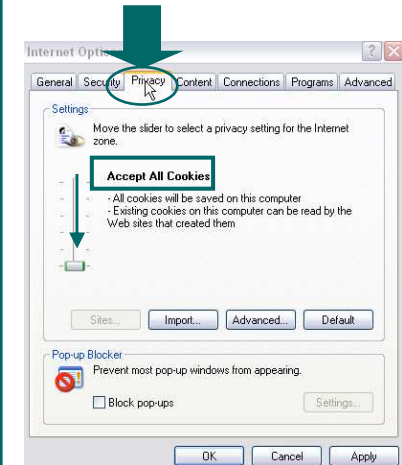 Internet Options
General Security Privacy Content Connections Programs Advanced
Settings
Move the slider to select a privacy setting for the Internet
zone.
Accept All Cookies
- All cookies will be saved on this computer
- Existing cookies on this computer can be read by the
Web sites that created them
Sites... Import... Advanced... Default
Pop-up Blocker
Prevent most pop-up windows from appearing.
Block pop-ups
Settings...
OK Cancel Apply